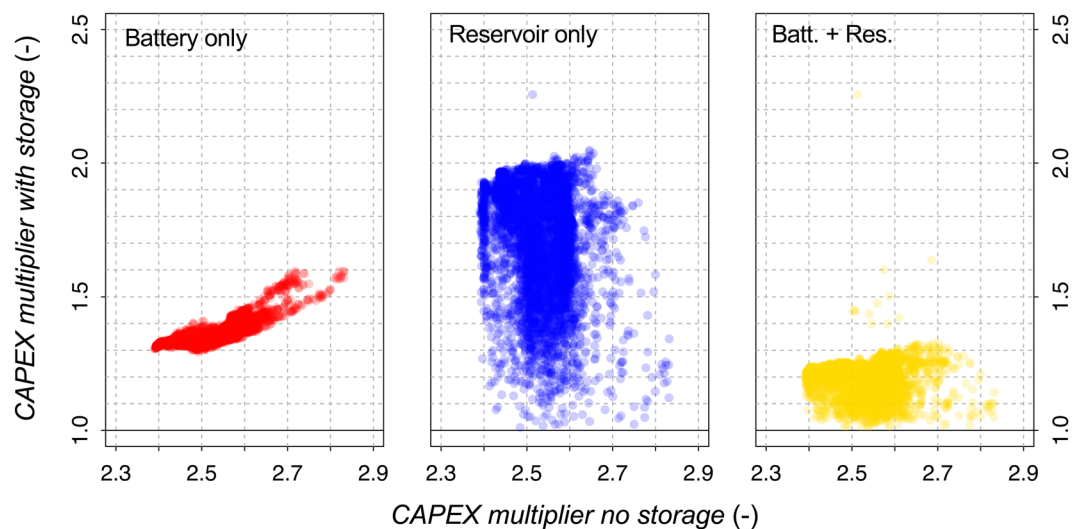 Battery only
Reservoir only
Batt. + Res.
CAPEX multiplier with storage (-)
2.5
2.0
1.5
1.0
2.5
2.0
1.5
1.0
2.3 2.5 2.7 2.9
2.3 2.5 2.7 2.9
2.3 2.5 2.7 2.9
CAPEX multiplier no storage (-)